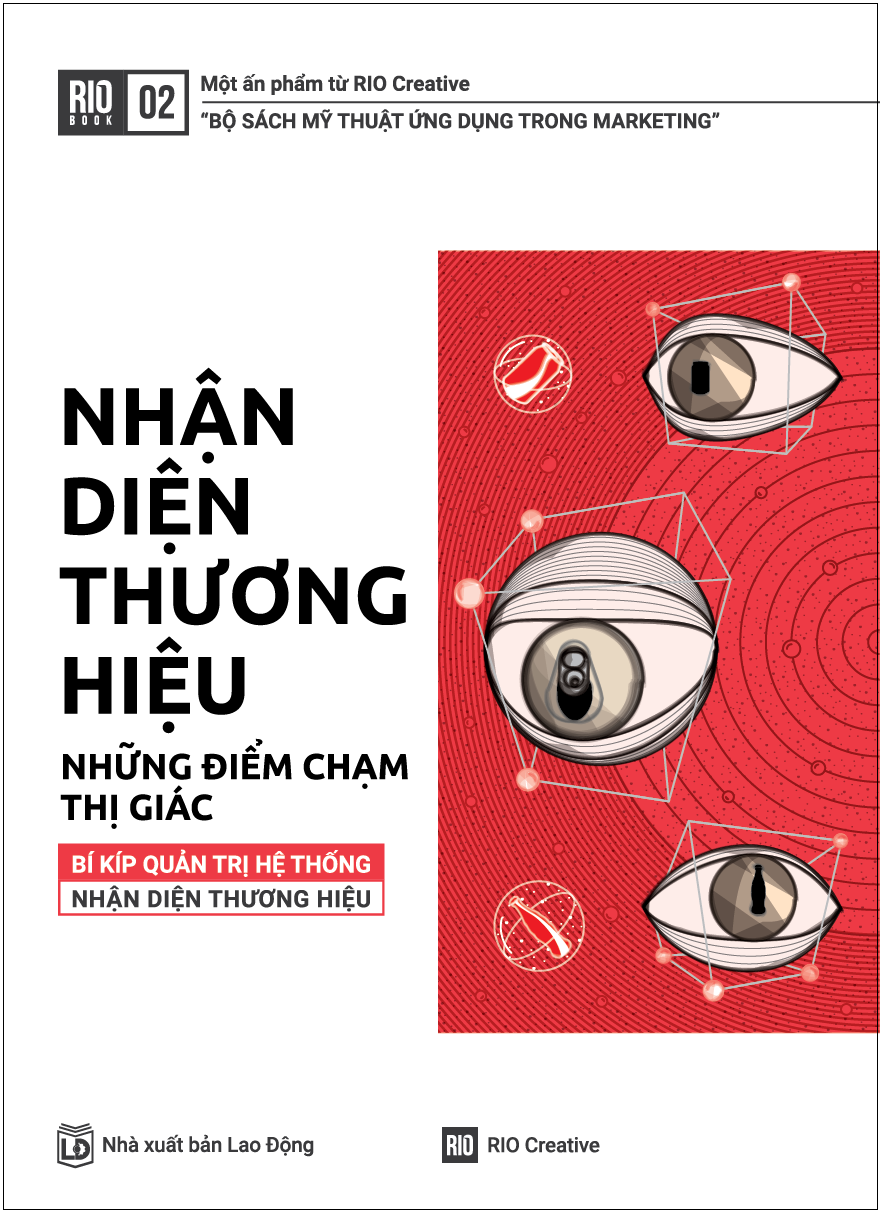 RIO
BOOK
02
Một ấn phẩm từ RIO Creative
“BỘ SÁCH MỸ THUẬT ỨNG DỤNG TRONG MARKETING”
NHẬN
DIỆN
THƯƠNG
HIỆU
NHỮNG ĐIỂM CHẠM
THỊ GIÁC
BÍ KÍP QUẢN TRỊ HỆ THỐNG
NHẬN DIỆN THƯƠNG HIỆU
LĐ Nhà xuất bản Lao Động
RIO RIO Creative